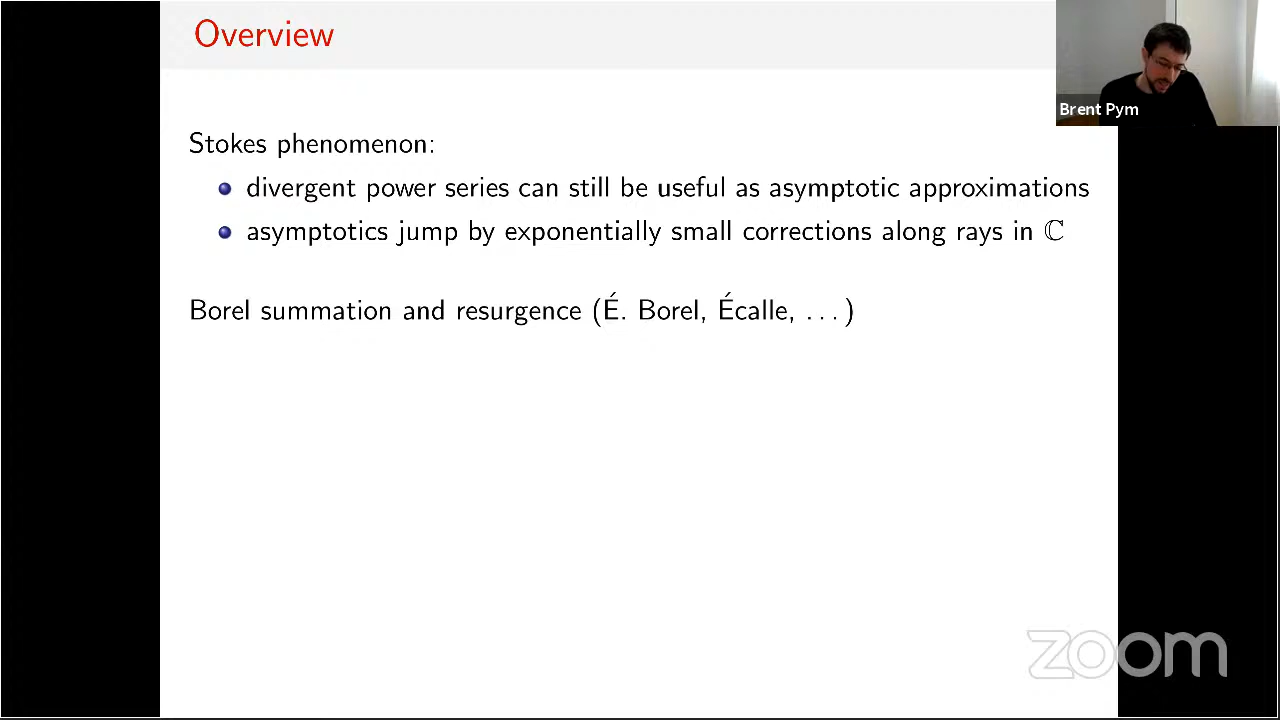 Overview
Brent Pym
Stokes phenomenon:
divergent power series can still be useful as asymptotic approximations
asymptotics jump by exponentially small corrections along rays in ℂ
Borel summation and resurgence (É. Borel, Écalle, ...)
zoom